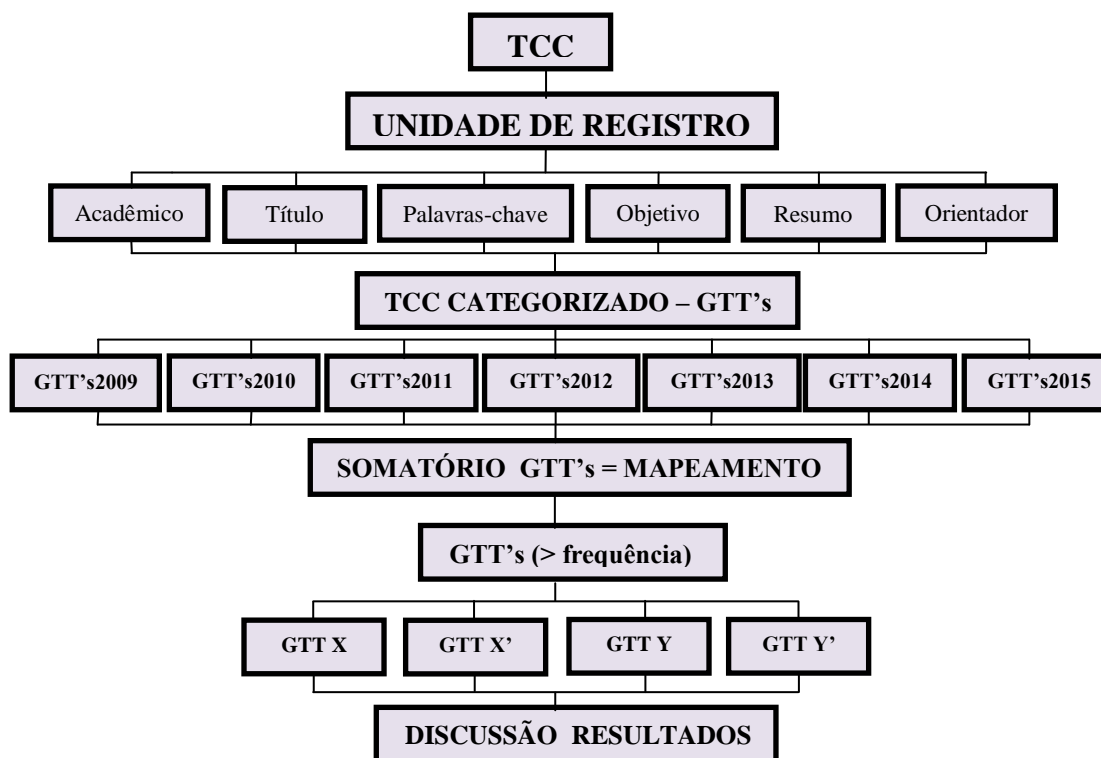 TCC
UNIDADE DE REGISTRO
Acadêmico
Título
Palavras-chave
Objetivo
Resumo
Orientador
TCC CATEGORIZADO – GTT’s
GTT’s2009
GTT’s2010
GTT’s2011
GTT’s2012
GTT’s2013
GTT’s2014
GTT’s2015
SOMATÓRIO GTT’s = MAPEAMENTO
GTT’s (> frequência)
GTT X
GTT X’
GTT Y
GTT Y’
DISCUSSÃO RESULTADOS